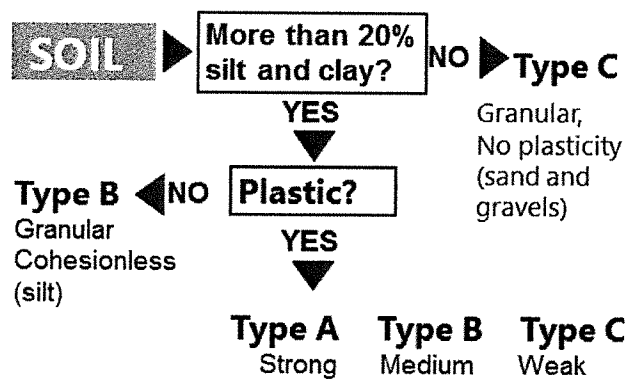 SOIL
More than 20%
silt and clay?
NO
Type C
Granular,
No plasticity
(sand and
gravels)
YES
Plastic?
NO
Type B
Granular
Cohesionless
(silt)
YES
Type A Type B Type C
Strong Medium Weak